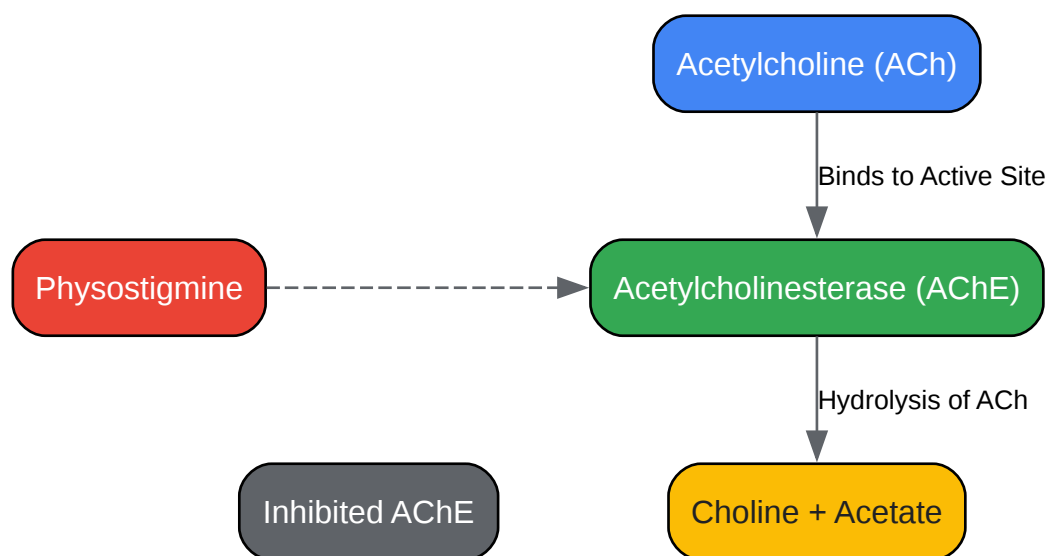 Acetylcholine (ACh)
Binds to Active Site
Physostigmine
Acetylcholinesterase (AChE)
Hydrolysis of ACh
Inhibited AChE
Choline + Acetate